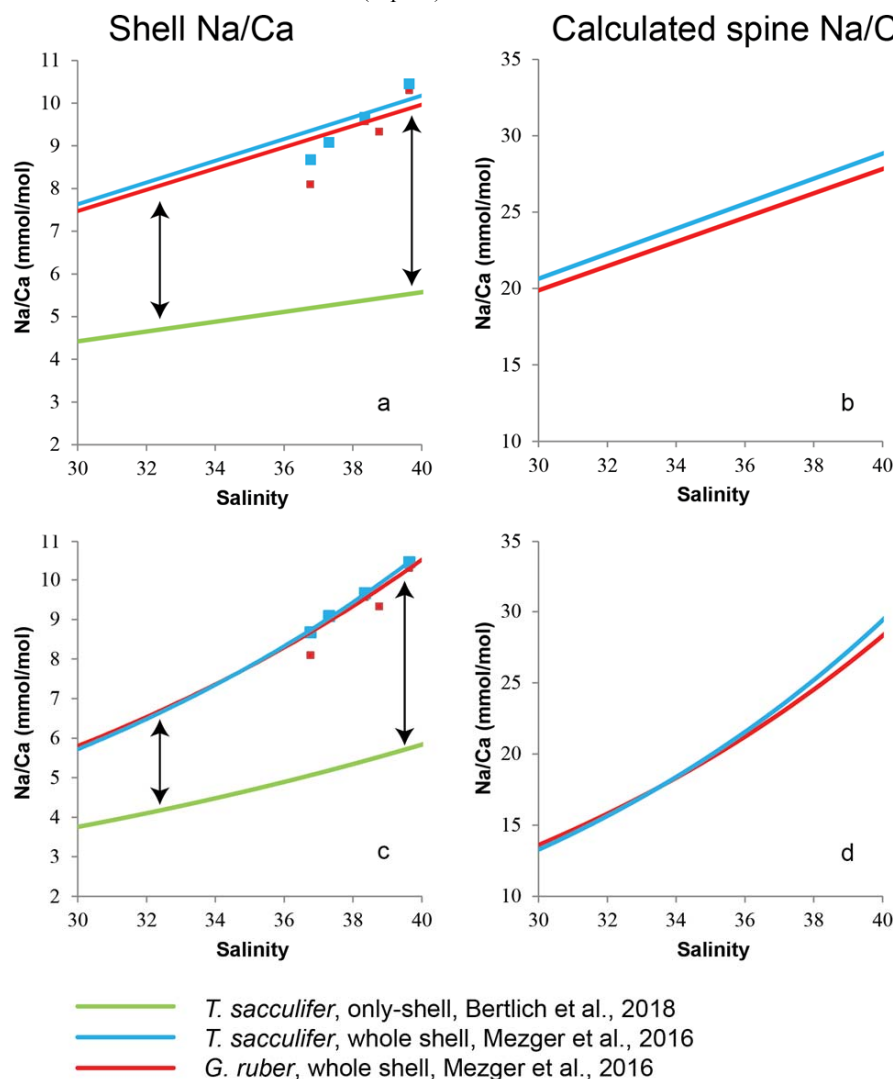 Shell Na/Ca
Calculated spine Na/C
11
10
9
8
7
6
5
4
3
2
Na/Ca (mmol/mol)
30 32 34 36 38 40
Salinity
a
35
30
25
20
15
10
Na/Ca (mmol/mol)
30 32 34 36 38 40
Salinity
b
11
10
9
8
7
6
5
4
3
2
Na/Ca (mmol/mol)
30 32 34 36 38 40
Salinity
c
35
30
25
20
15
10
Na/Ca (mmol/mol)
30 32 34 36 38 40
Salinity
d
T. sacculifer, only-shell, Bertlich et al., 2018
T. sacculifer, whole shell, Mezger et al., 2016
G. ruber, whole shell, Mezger et al., 2016